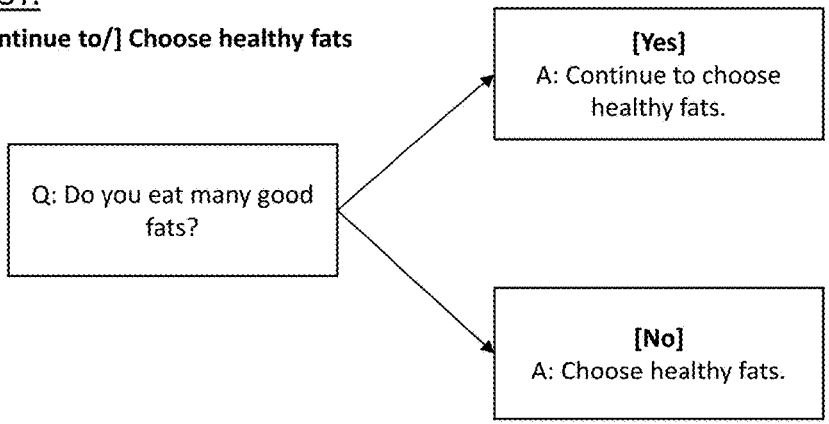 ntinue to/] Choose healthy fats
[Yes]
A: Continue to choose
healthy fats.
Q: Do you eat many good
fats?
[No]
A: Choose healthy fats.